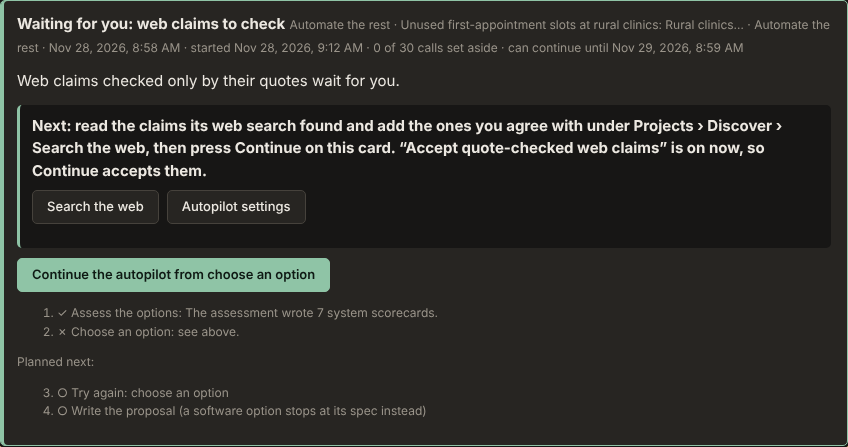 Waiting for you: web claims to check Automate the rest · Unused first-appointment slots at rural clinics: Rural clinics... · Automate the
rest · Nov 28, 2026, 8:58 AM · started Nov 28, 2026, 9:12 AM · 0 of 30 calls set aside · can continue until Nov 29, 2026, 8:59 AM
Web claims checked only by their quotes wait for you.
Next: read the claims its web search found and add the ones you agree with under Projects › Discover ›
Search the web, then press Continue on this card. “Accept quote-checked web claims” is on now, so
Continue accepts them.
Search the web Autopilot settings
Continue the autopilot from choose an option
1. ✓ Assess the options: The assessment wrote 7 system scorecards.
2. × Choose an option: see above.
Planned next:
3. ○ Try again: choose an option
4. ○ Write the proposal (a software option stops at its spec instead)